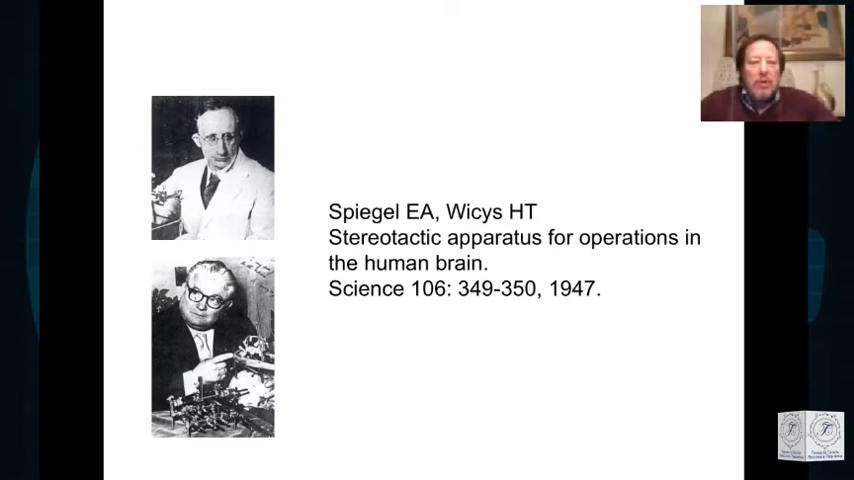 Spiegel EA, Wicys HT
Stereotactic apparatus for operations in
the human brain.
Science 106: 349-350, 1947.